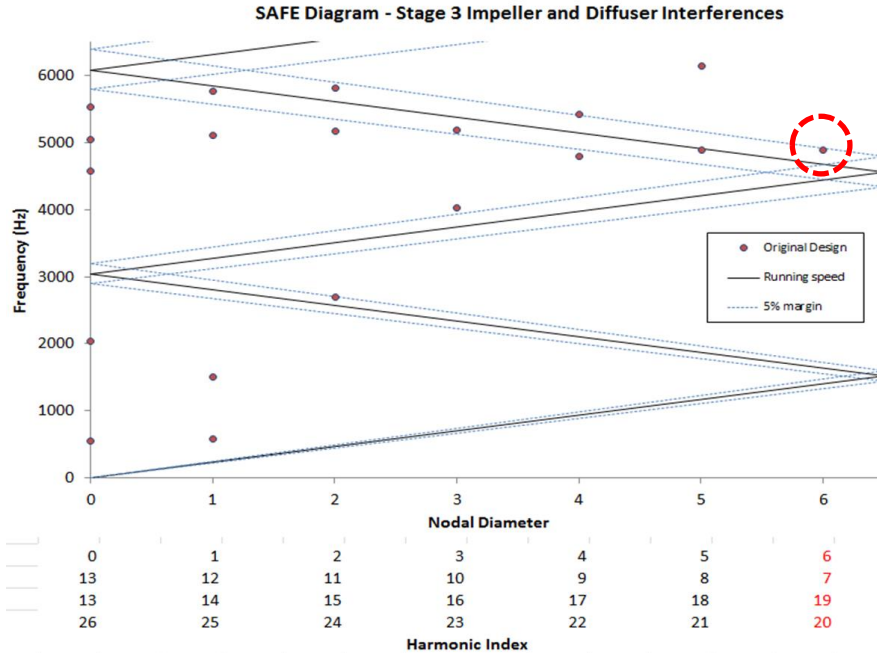 SAFE Diagram - Stage 3 Impeller and Diffuser Interferences
6000
5000
4000
3000
2000
1000
0
Frequency (Hz)
Original Design
Running speed
5% margin
0 1 2 3 4 5 6
Nodal Diameter
0 1 2 3 4 5 6
13 12 11 10 9 8 7
13 14 15 16 17 18 19
26 25 24 23 22 21 20
Harmonic Index